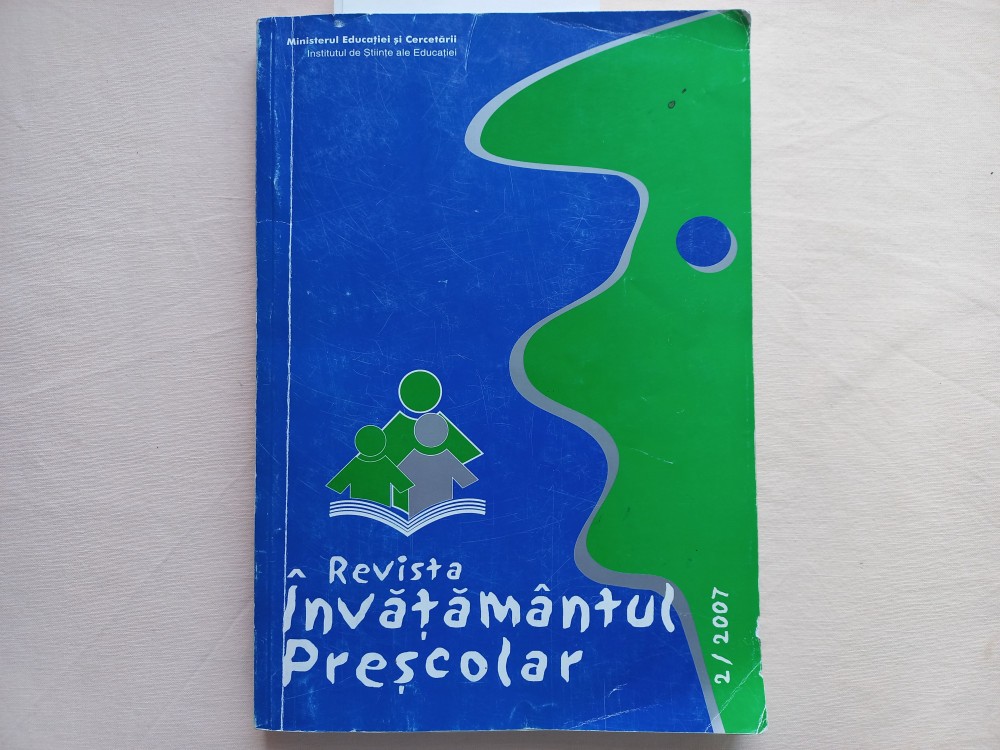 Ministerul Educației și Cercetării
Institutul de Științe ale Educației
Revista
Învățământul
Preșcolar
2/2007